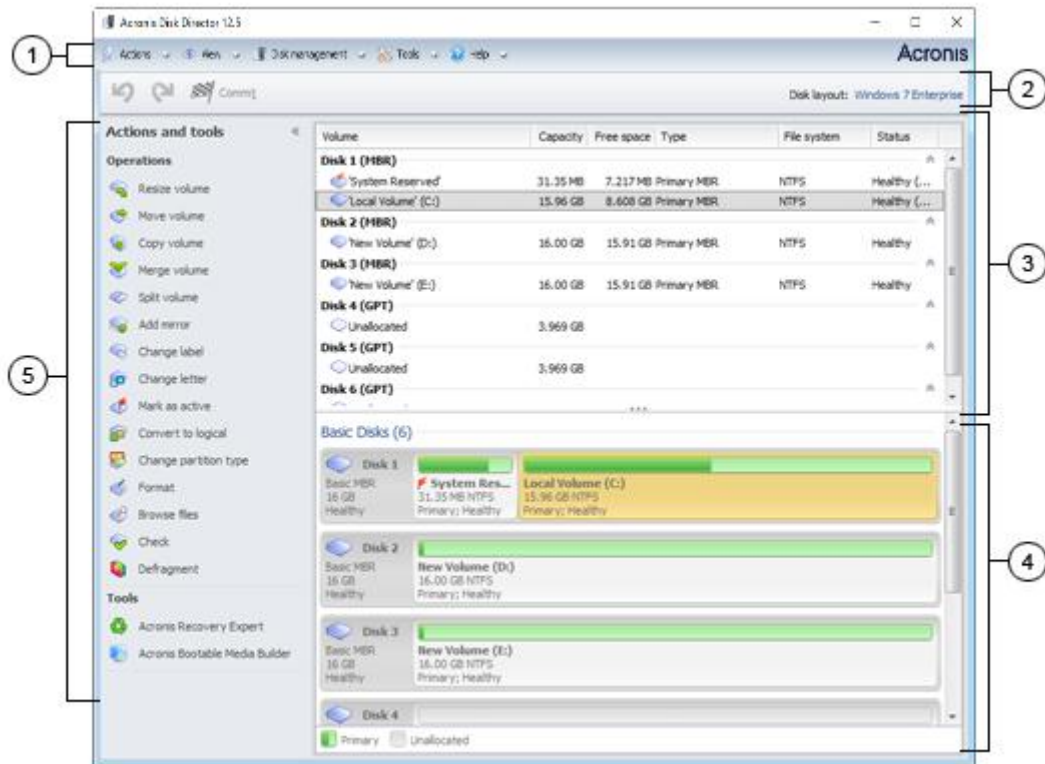 Acronis Disk Director 12.5
1
Actions View Disk management Tools Help
Acronis
Commit
Disk layout: Windows 7 Enterprise
2
Actions and tools
Operations
Resize volume
Move volume
Copy volume
Merge volume
Split volume
Add mirror
Change label
Change letter
Mark as active
Convert to logical
Change partition type
Format
Browse files
Check
Defragment
Tools
Acronis Recovery Expert
Acronis Bootable Media Builder
5
Volume Capacity Free space Type File system Status
Disk 1 (MBR)
'System Reserved' 31.35 MB 7.217 MB Primary MBR NTFS Healthy (...
'Local Volume' (C:) 15.96 GB 8.608 GB Primary MBR NTFS Healthy (...
Disk 2 (MBR)
'New Volume' (D:) 16.00 GB 15.91 GB Primary MBR NTFS Healthy
Disk 3 (MBR)
'New Volume' (E:) 16.00 GB 15.91 GB Primary MBR NTFS Healthy
Disk 4 (GPT)
Unallocated 3.969 GB
Disk 5 (GPT)
Unallocated 3.969 GB
Disk 6 (GPT)
3
Basic Disks (6)
Disk 1
Basic MBR
16 GB
Healthy
System Res...
31.35 MB NTFS
Primary; Healthy
Local Volume (C:)
15.96 GB NTFS
Primary; Healthy
Disk 2
Basic MBR
16 GB
Healthy
New Volume (D:)
16.00 GB NTFS
Primary; Healthy
Disk 3
Basic MBR
16 GB
Healthy
New Volume (E:)
16.00 GB NTFS
Primary; Healthy
Disk 4
Primary Unallocated
4